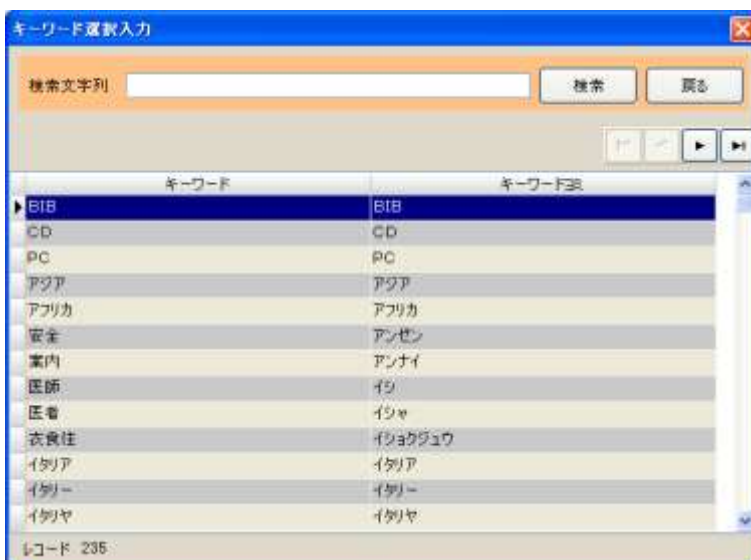 キーワード選択入力
検索文字列 検索 戻る
キーワード キーワードヨミ
BIB BIB
CD CD
PC PC
アジア アジア
アフリカ アフリカ
安全 アンゼン
案内 アンナイ
医師 イシ
医者 イシャ
衣食住 イショクジュウ
イタリア イタリア
イタリー イタリー
イタリヤ イタリヤ
レコード 235